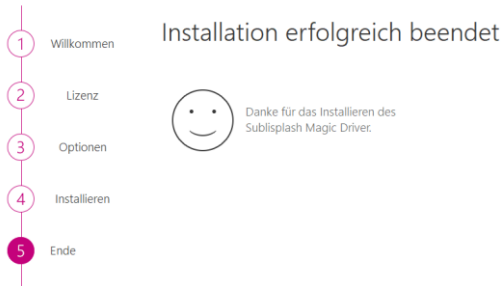 Installation erfolgreich beendet
1 Willkommen
2 Lizenz
3 Optionen
4 Installieren
5 Ende
Danke für das Installieren des
Sublisplash Magic Driver.